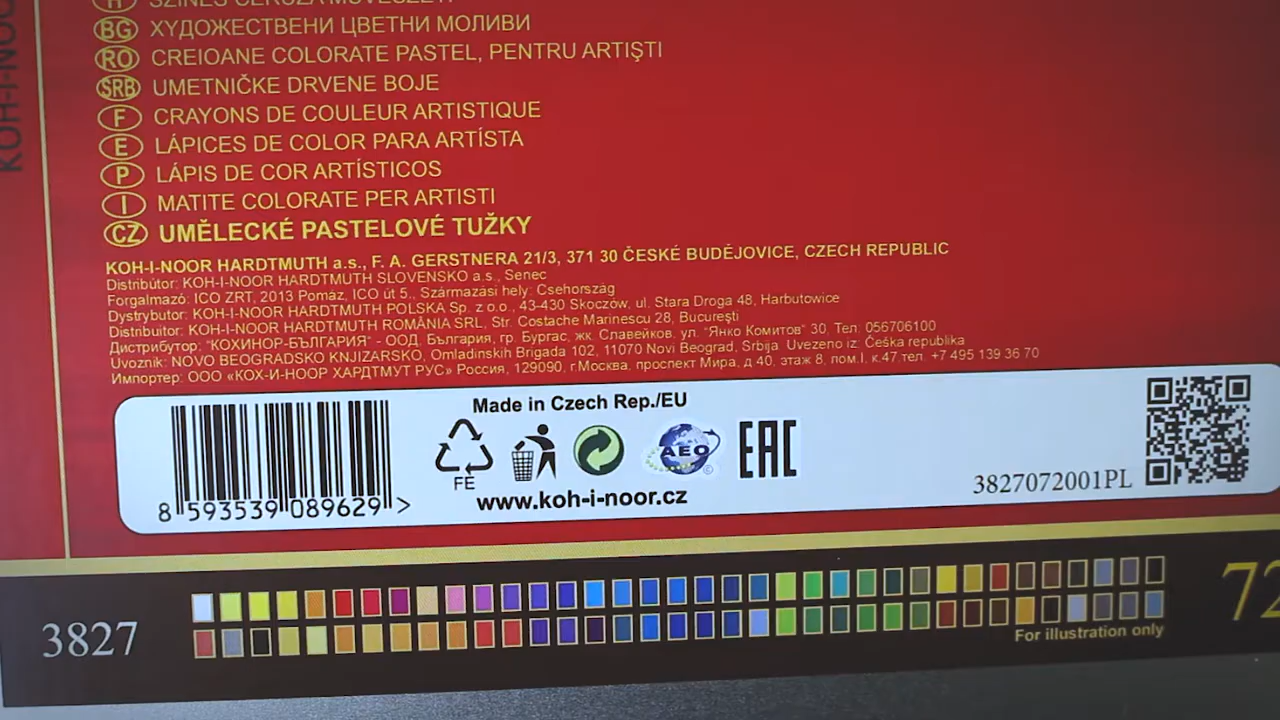 KOH-I-NOO
H SZÍNES CERUZA MŰVÉSZETI
BG ХУДОЖЕСТВЕНИ ЦВЕТНИ МОЛИВИ
RO CREIOANE COLORATE PASTEL, PENTRU ARTIŞTI
SRB UMETNIČKE DRVENE BOJE
F CRAYONS DE COULEUR ARTISTIQUE
E LÁPICES DE COLOR PARA ARTÍSTA
P LÁPIS DE COR ARTÍSTICOS
I MATITE COLORATE PER ARTISTI
CZ UMĚLECKÉ PASTELOVÉ TUŽKY
KOH-I-NOOR HARDTMUTH a.s., F. A. GERSTNERA 21/3, 371 30 ČESKÉ BUDĚJOVICE, CZECH REPUBLIC
Distribútor: KOH-I-NOOR HARDTMUTH SLOVENSKO a.s., Senec
Forgalmazó: ICO ZRT, 2013 Pomáz, ICO út 5., Származási hely: Csehország
Dystrybutor: KOH-I-NOOR HARDTMUTH POLSKA Sp. z o.o., 43-430 Skoczów, ul. Stara Droga 48, Harbutowice
Distribuitor: KOH-I-NOOR HARDTMUTH ROMÂNIA SRL, Str. Costache Marinescu 28, Bucureşti
Дистрибутор: "КОХИНОР-БЪЛГАРИЯ" - ООД, България, гр. Бургас, жк. Славейков, ул. "Янко Комитов" 30, Тел: 056706100
Uvoznik: NOVO BEOGRADSKO KNJIZARSKO, Omladinskih Brigada 102, 11070 Novi Beograd, Srbija. Uvezeno iz: Češka republika
Импортер: ООО «КОХ-И-НООР ХАРДТМУТ РУС» Россия, 129090, г.Москва, проспект Мира, д 40, этаж 8, пом.I, к.47,тел. +7 495 139 36 70
Made in Czech Rep./EU
FE
AEO
©
EAC
www.koh-i-noor.cz
8 593539 089629 >
3827072001PL
3827
72
For illustration only